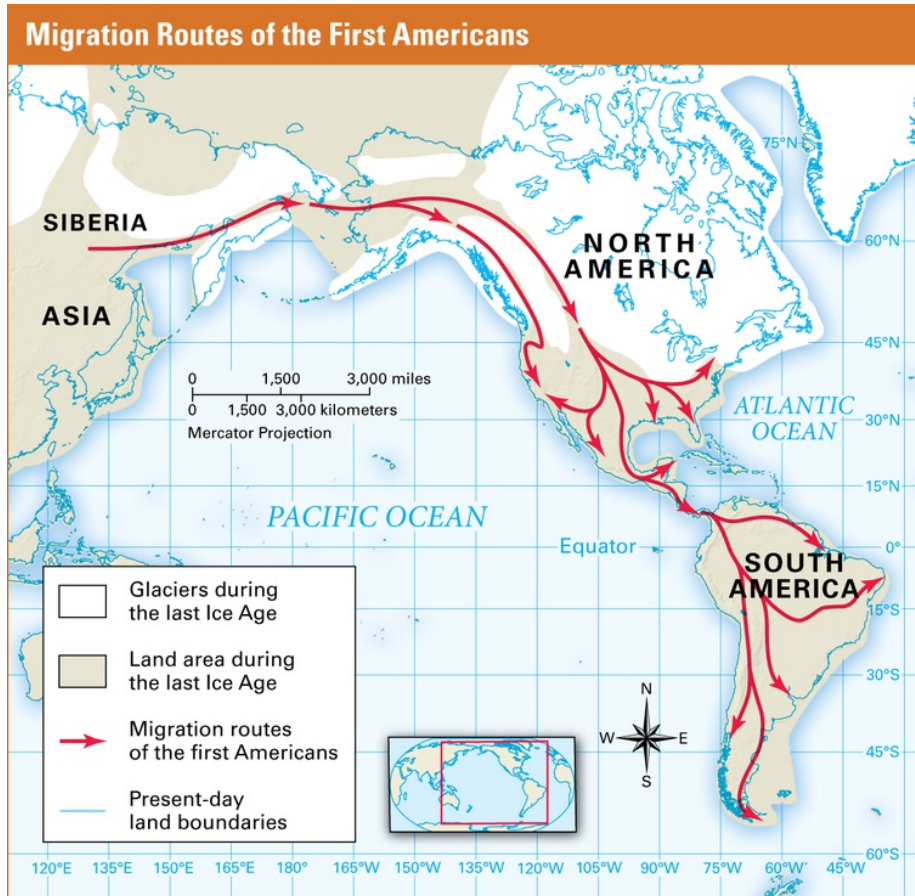 Migration Routes of the First Americans
75°N
SIBERIA
NORTH
AMERICA
60°N
ASIA
45°N
0 1,500 3,000 miles
0 1,500 3,000 kilometers
Mercator Projection
ATLANTIC
OCEAN
30°N
15°N
PACIFIC OCEAN
Equator
0°
SOUTH
AMERICA
15°S
Glaciers during
the last Ice Age
Land area during
the last Ice Age
30°S
N
W E
S
Migration routes
of the first Americans
45°S
Present-day
land boundaries
60°S
120°E 135°E 150°E 165°E 180° 165°W 150°W 135°W 120°W 105°W 90°W 75°W 60°W 45°W